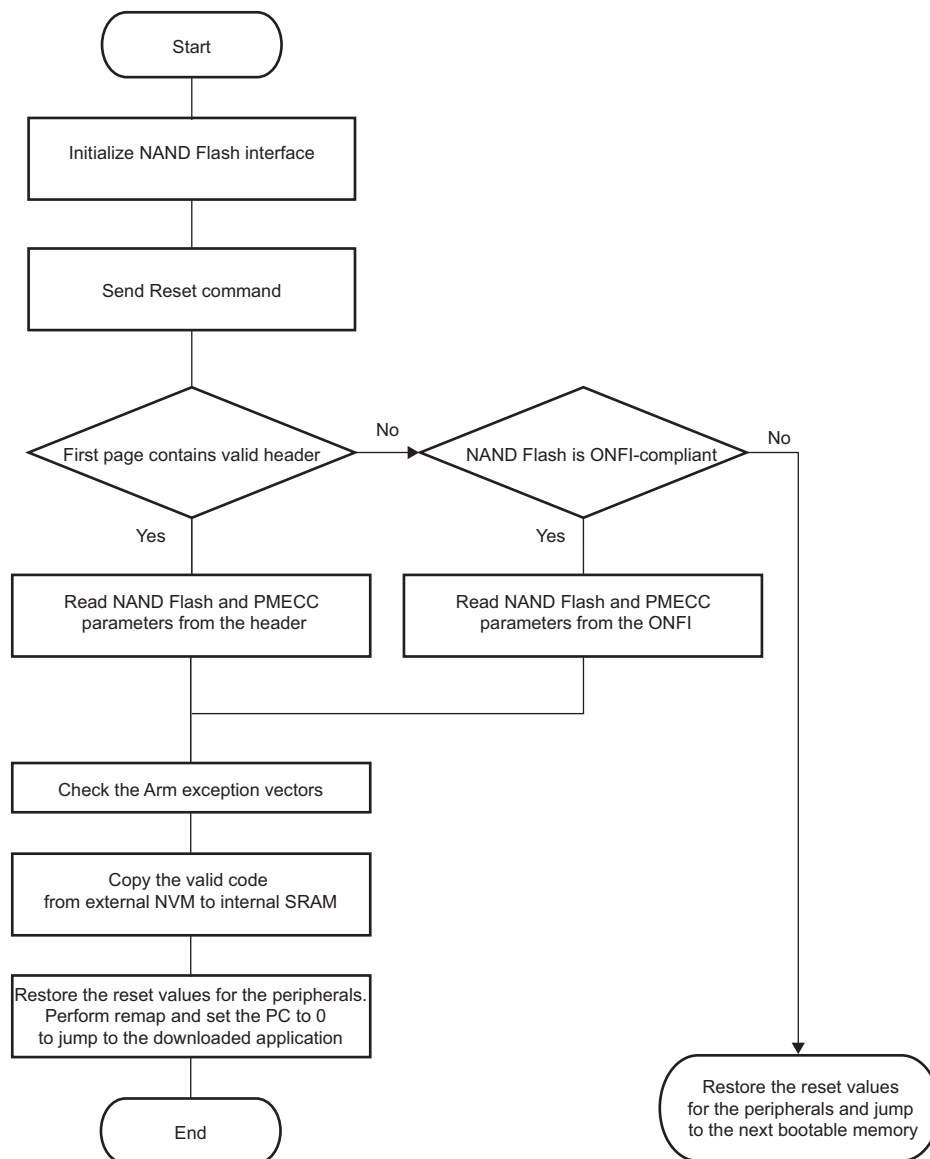 Start
Initialize NAND Flash interface
Send Reset command
First page contains valid header
No
NAND Flash is ONFI-compliant
No
Yes
Yes
Read NAND Flash and PMECC
parameters from the header
Read NAND Flash and PMECC
parameters from the ONFI
Check the Arm exception vectors
Copy the valid code
from external NVM to internal SRAM
Restore the reset values for the peripherals.
Perform remap and set the PC to 0
to jump to the downloaded application
End
Restore the reset values
for the peripherals and jump
to the next bootable memory